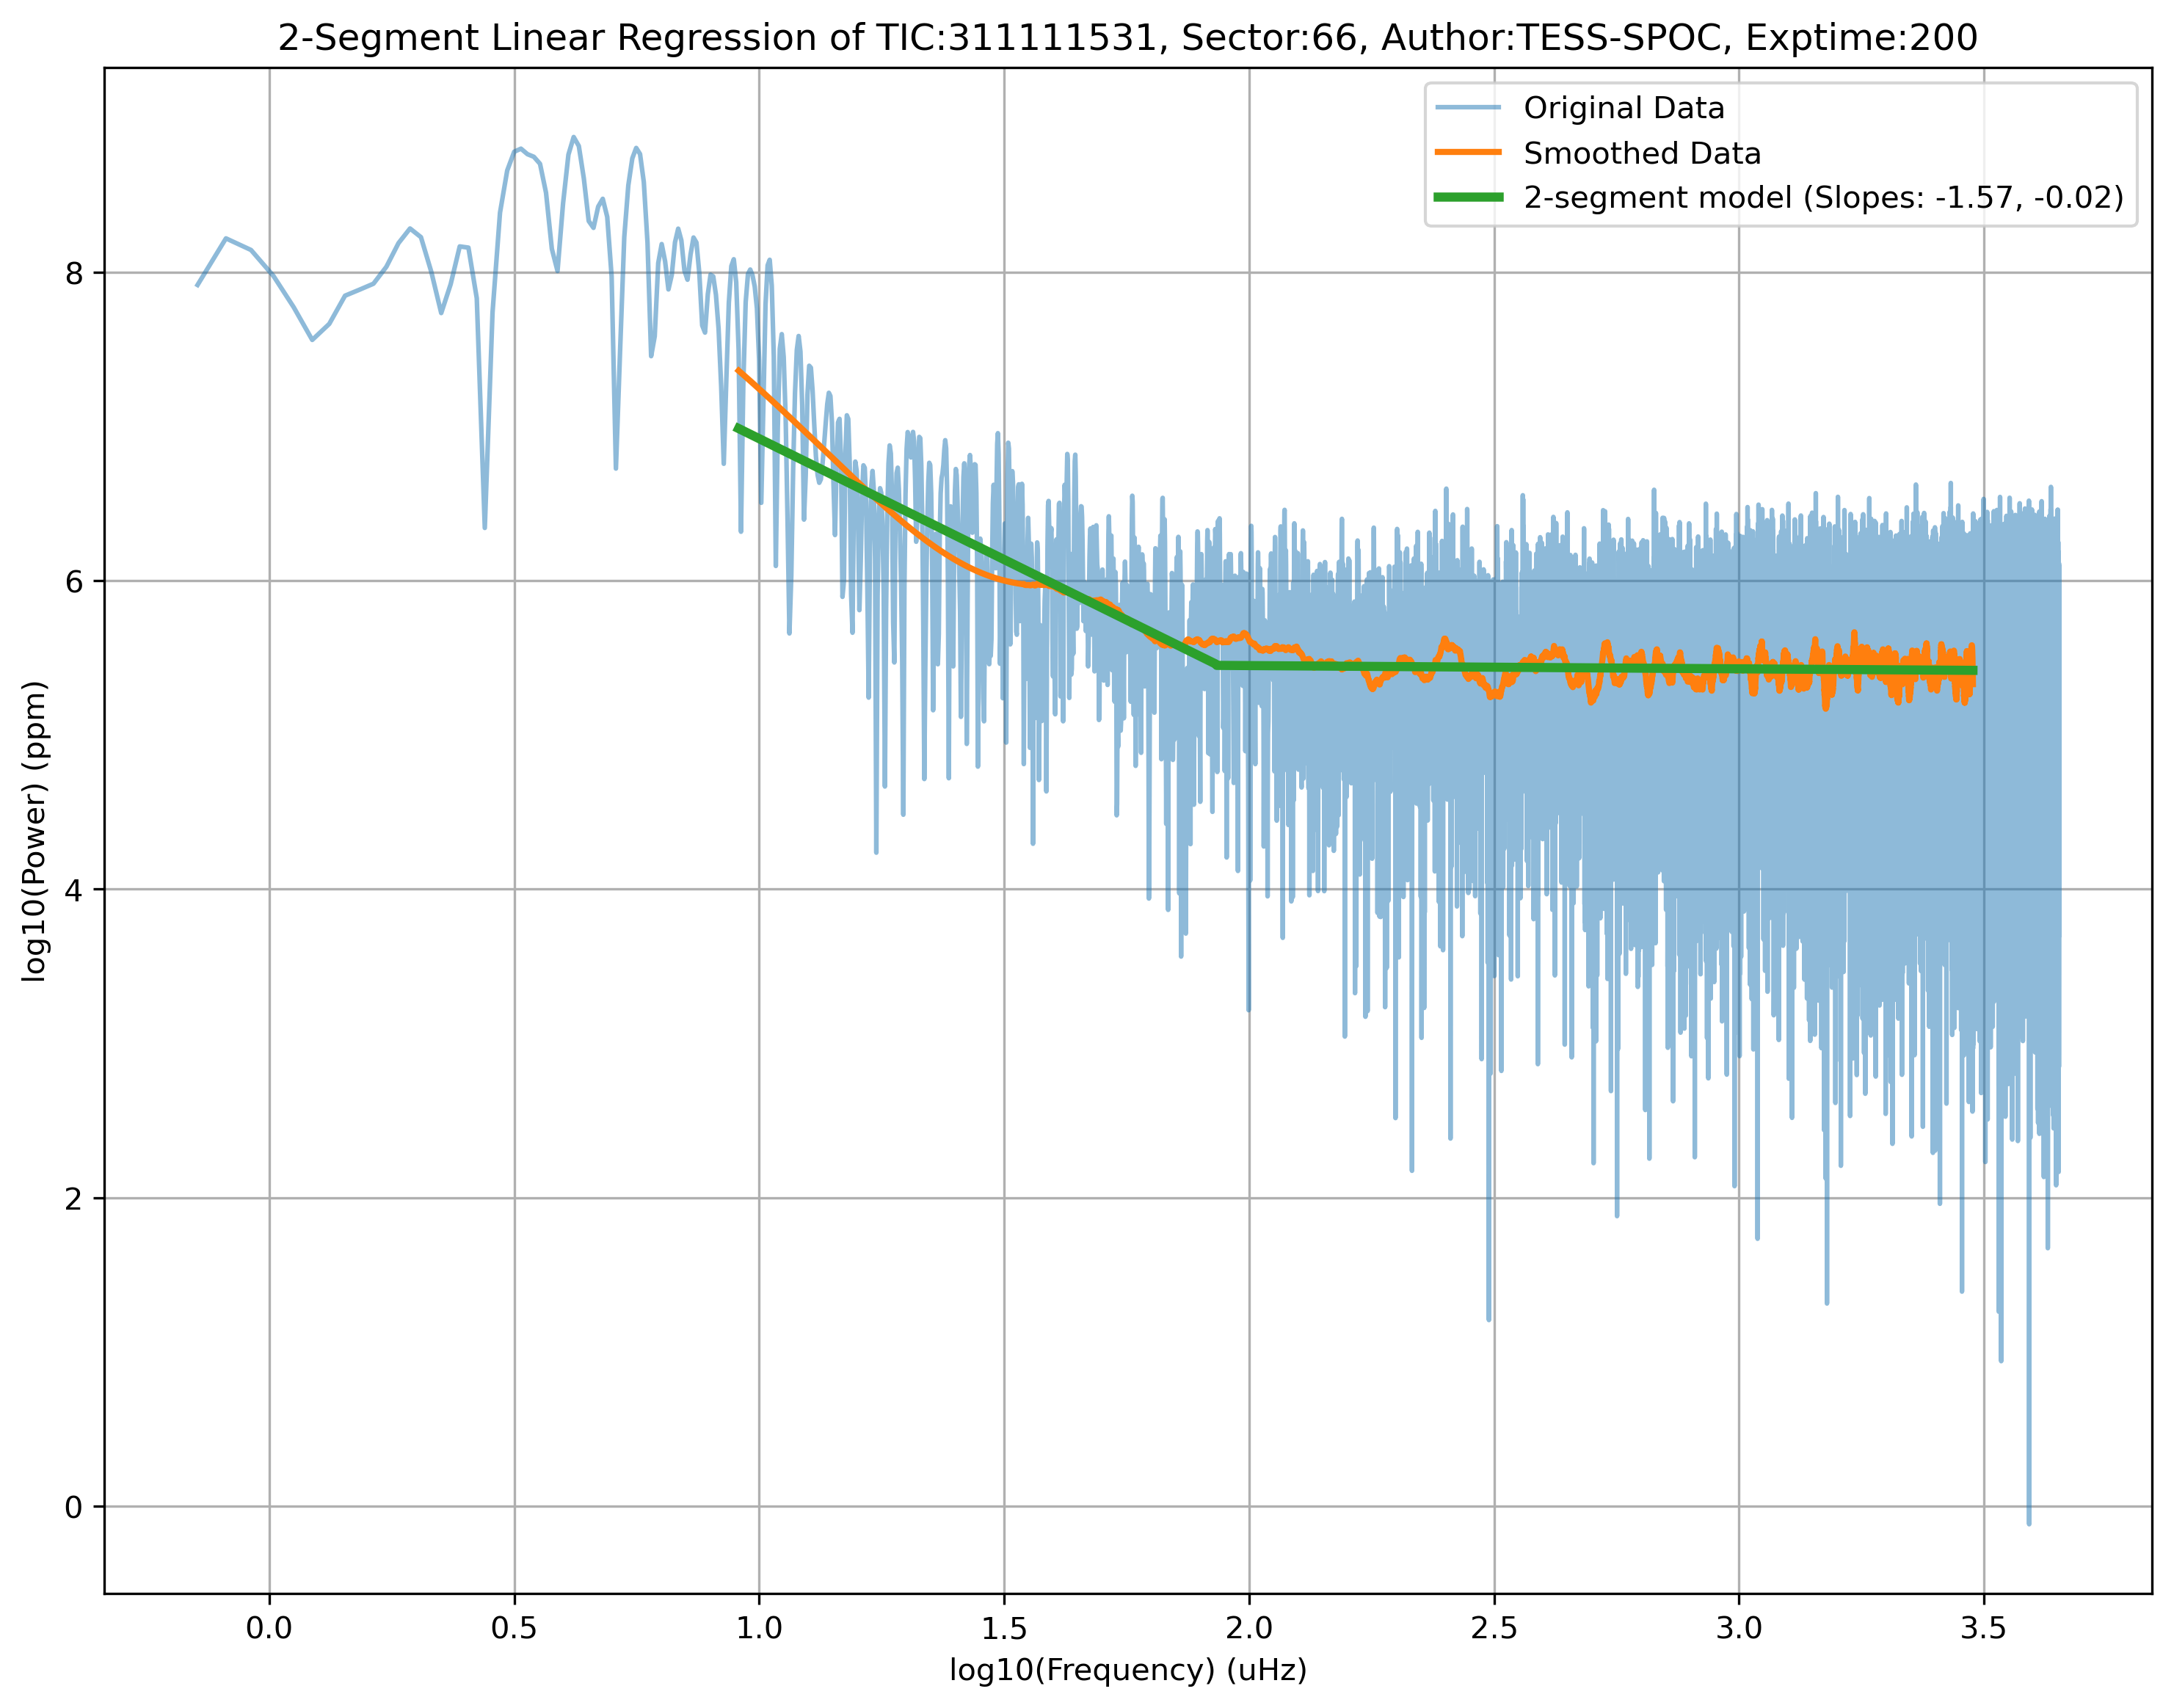 2-Segment Linear Regression of TIC:311111531, Sector:66, Author:TESS-SPOC, Exptime:200
Original Data
Smoothed Data
2-segment model (Slopes: -1.57, -0.02)
log10(Power) (ppm)
8
6
4
2
0
0.0 0.5 1.0 1.5 2.0 2.5 3.0 3.5
log10(Frequency) (uHz)